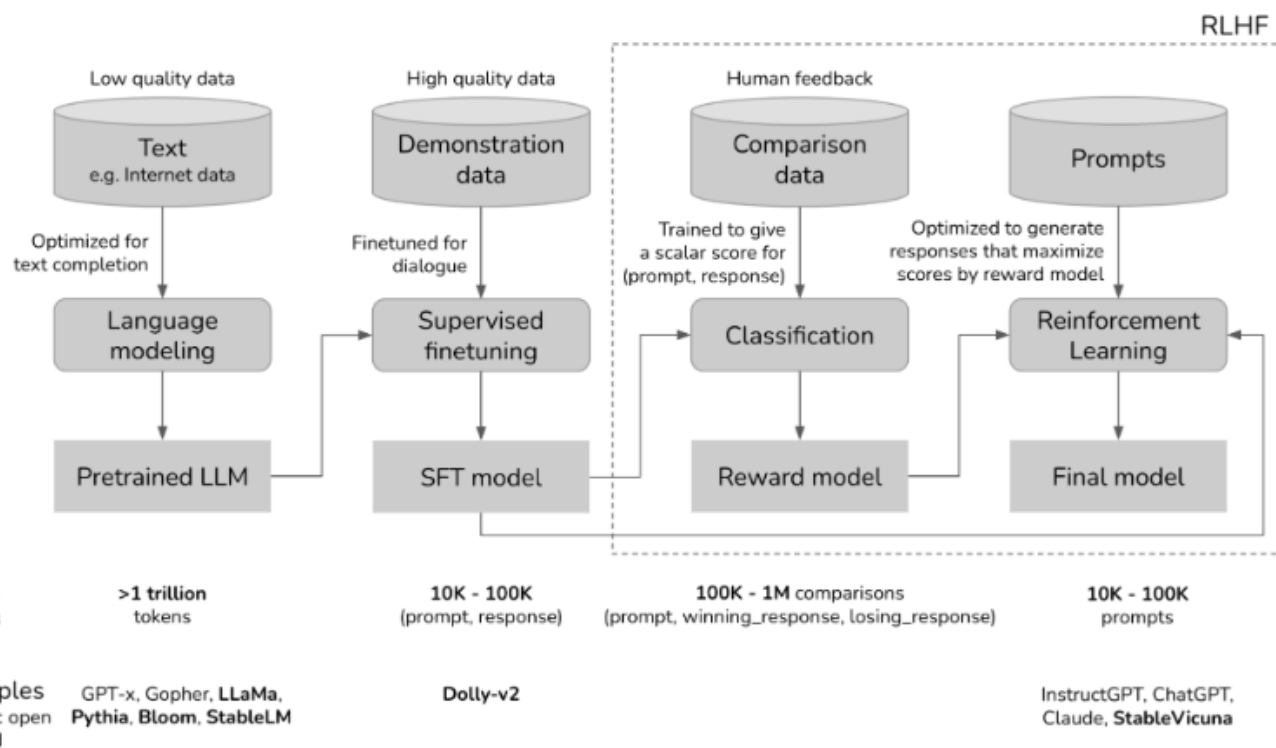 RLHF
Low quality data
High quality data
Human feedback
Text
e.g. Internet data
Demonstration
data
Comparison
data
Prompts
Optimized for
text completion
Finetuned for
dialogue
Trained to give
a scalar score for
(prompt, response)
Optimized to generate
responses that maximize
scores by reward model
Language
modeling
Supervised
finetuning
Classification
Reinforcement
Learning
Pretrained LLM
SFT model
Reward model
Final model
>1 trillion
tokens
10K - 100K
(prompt, response)
100K - 1M comparisons
(prompt, winning_response, losing_response)
10K - 100K
prompts
ples
open
GPT-x, Gopher, LLaMa,
Pythia, Bloom, StableLM
Dolly-v2
InstructGPT, ChatGPT,
Claude, StableVicuna